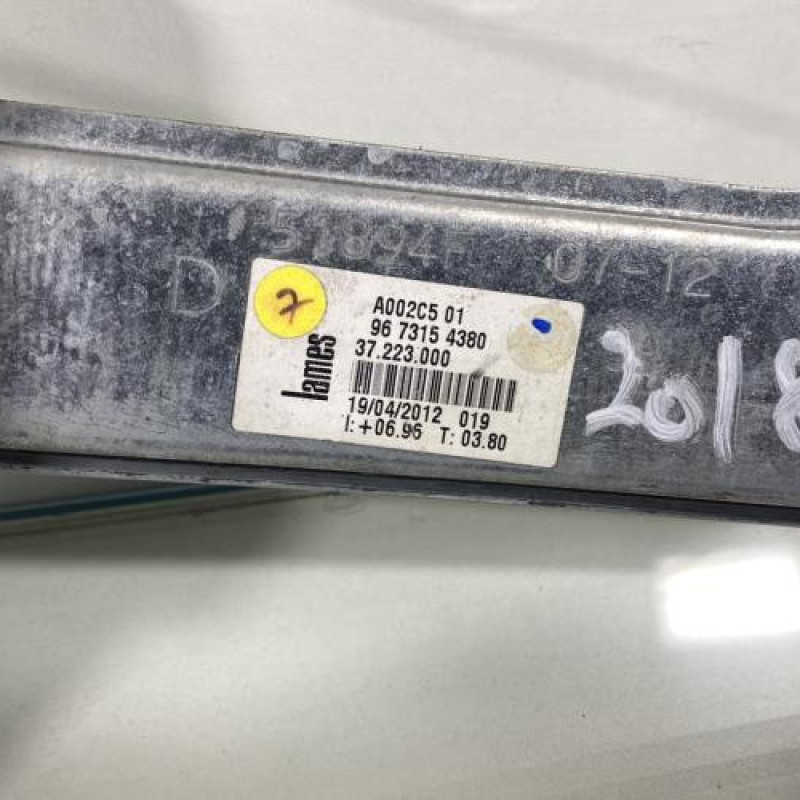 51894F 07-12
D
7
A002C5 01
96 7315 4380
37.223.000
lames
19/04/2012 019
I:+06.96 T: 03.80
2018